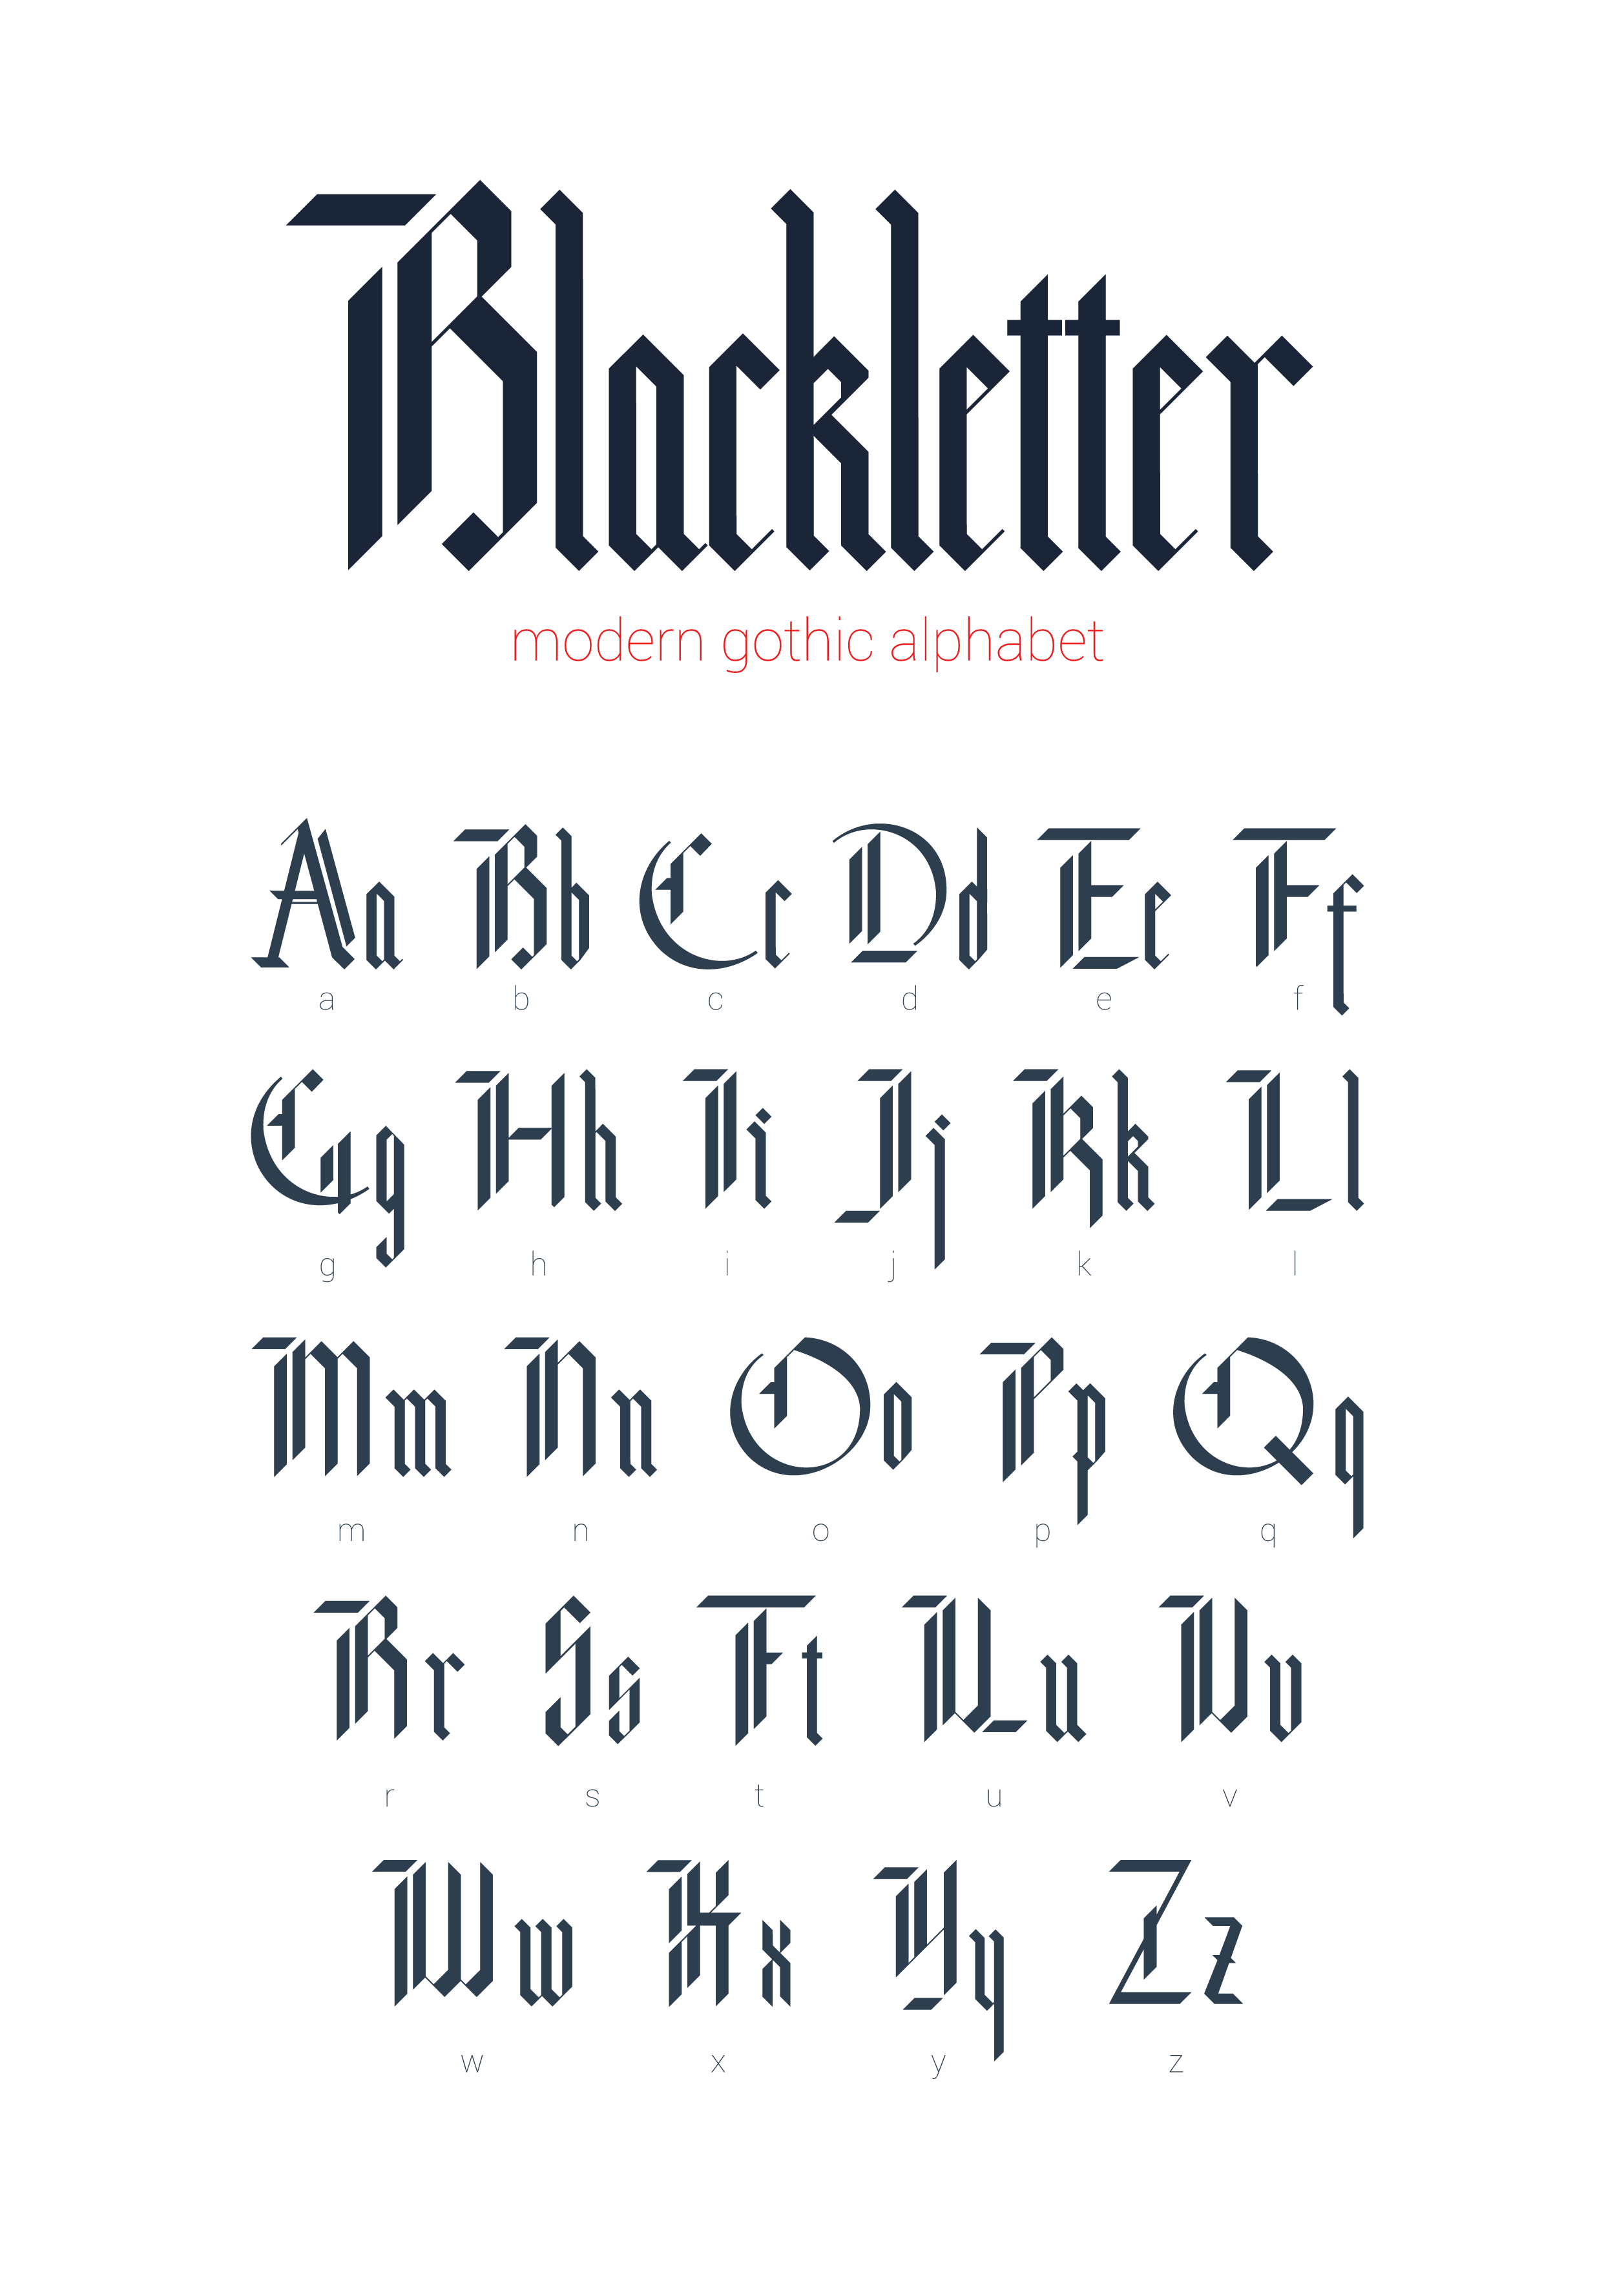 Blackletter
modern gothic alphabet
Aa Bb Cc Dd Ee Ff
a b c d e f
Gg Hh Ii Jj Kk Ll
g h i j k l
Mm Nn Oo Pp Qq
m n o p q
Rr Ss Tt Uu Vv
r s t u v
Ww Xx Yy Zz
w x y z